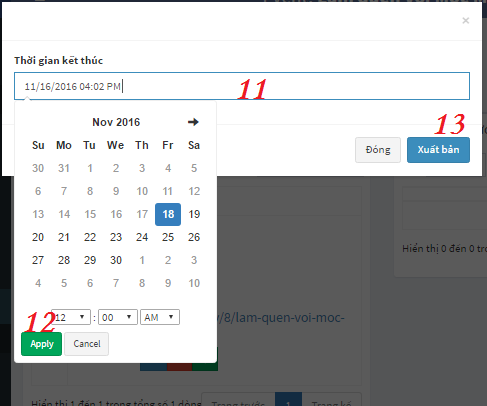 ×
Thời gian kết thúc
11/16/2016 04:02 PM
11
13
Đóng
Xuất bản
Nov 2016
Su Mo Tu We Th Fr Sa
30 31 1 2 3 4 5
6 7 8 9 10 11 12
13 14 15 16 17 18 19
20 21 22 23 24 25 26
27 28 29 30 1 2 3
4 5 6 7 8 9 10
12
12 : 00 AM
Apply Cancel
Hiển thị 0 đến 0
/8/lam-quen-voi-moc-
Hiển thị 1 đến 1 trong tổng số 1 dòng
Trang trước 1 Trang kế